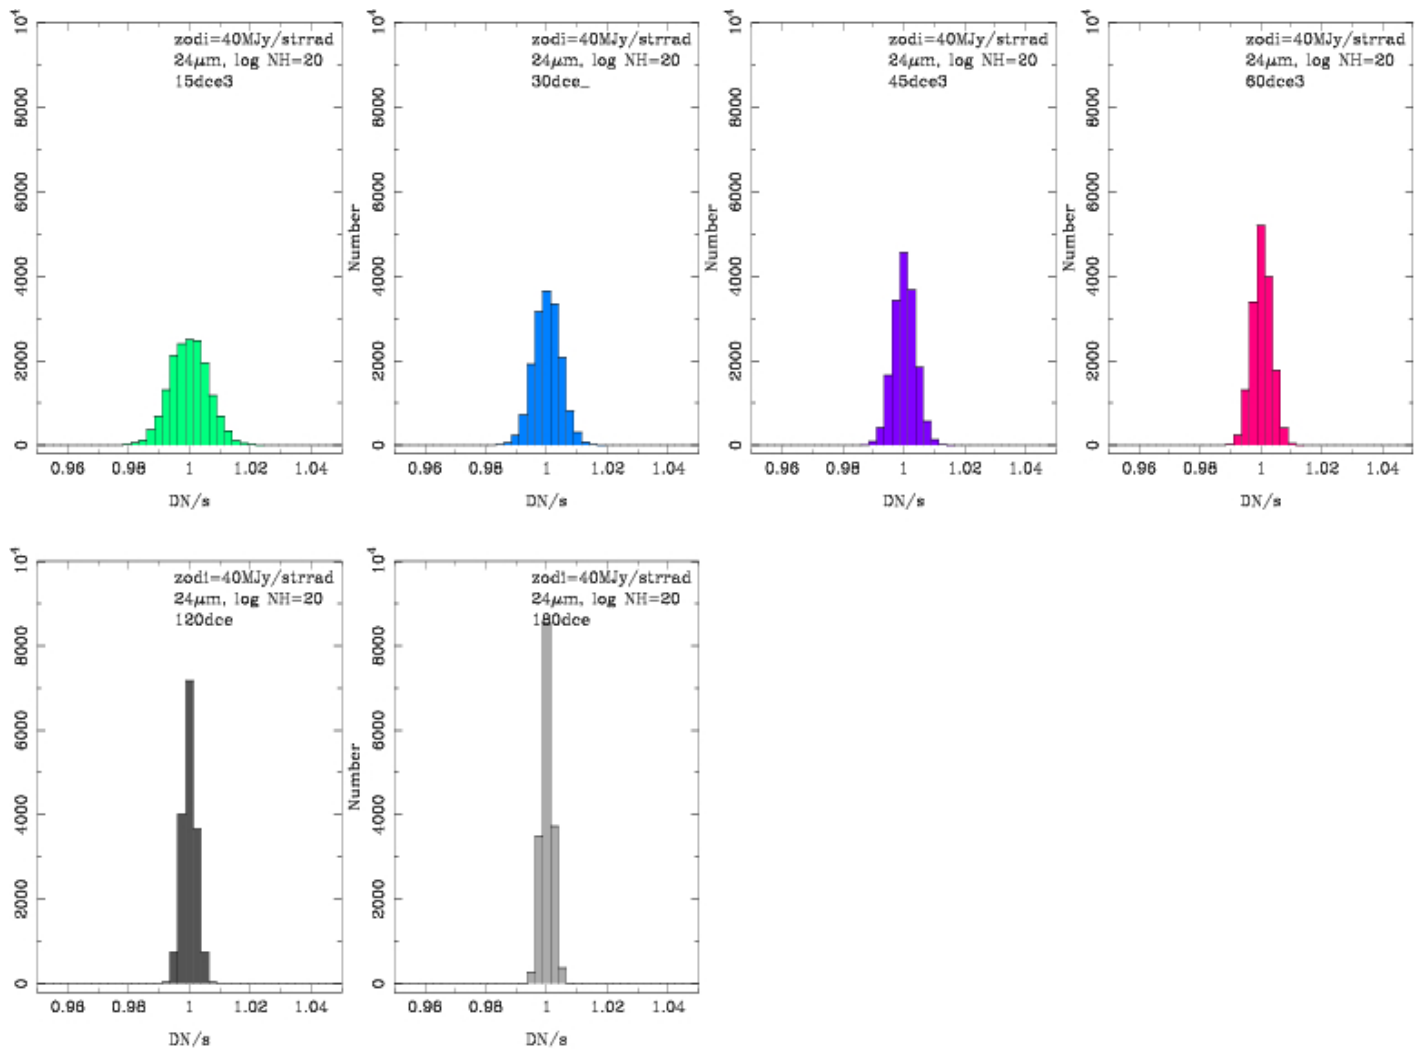 10⁴ 8000 6000 4000 2000 0
zodi=40MJy/strrad
24μm, log NH=20
15dce3
0.96 0.98 1 1.02 1.04
DN/s
Number
10⁴ 8000 6000 4000 2000 0
zodi=40MJy/strrad
24μm, log NH=20
30dce_
0.96 0.98 1 1.02 1.04
DN/s
Number
10⁴ 8000 6000 4000 2000 0
zodi=40MJy/strrad
24μm, log NH=20
45dce3
0.96 0.98 1 1.02 1.04
DN/s
Number
10⁴ 8000 6000 4000 2000 0
zodi=40MJy/strrad
24μm, log NH=20
60dce3
0.96 0.98 1 1.02 1.04
DN/s
10⁴ 8000 6000 4000 2000 0
zodi=40MJy/strrad
24μm, log NH=20
120dce
0.96 0.98 1 1.02 1.04
DN/s
Number
10⁴ 8000 6000 4000 2000 0
zodi=40MJy/strrad
24μm, log NH=20
180dce
0.96 0.98 1 1.02 1.04
DN/s